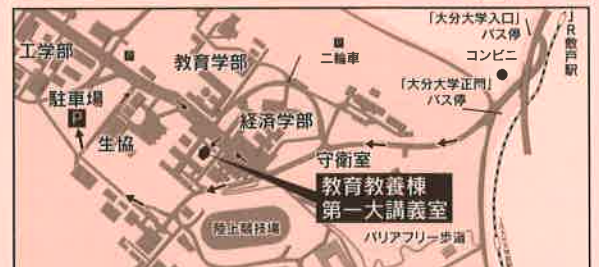 「大分大学入口」
バス停
JR敷戸駅
工学部
P
教育学部
P
二輪車
コンビニ
「大分大学正門」
バス停
駐車場
P
経済学部
生協
守衛室
教育教養棟
第一大講義室
陸上競技場
バリアフリー歩道